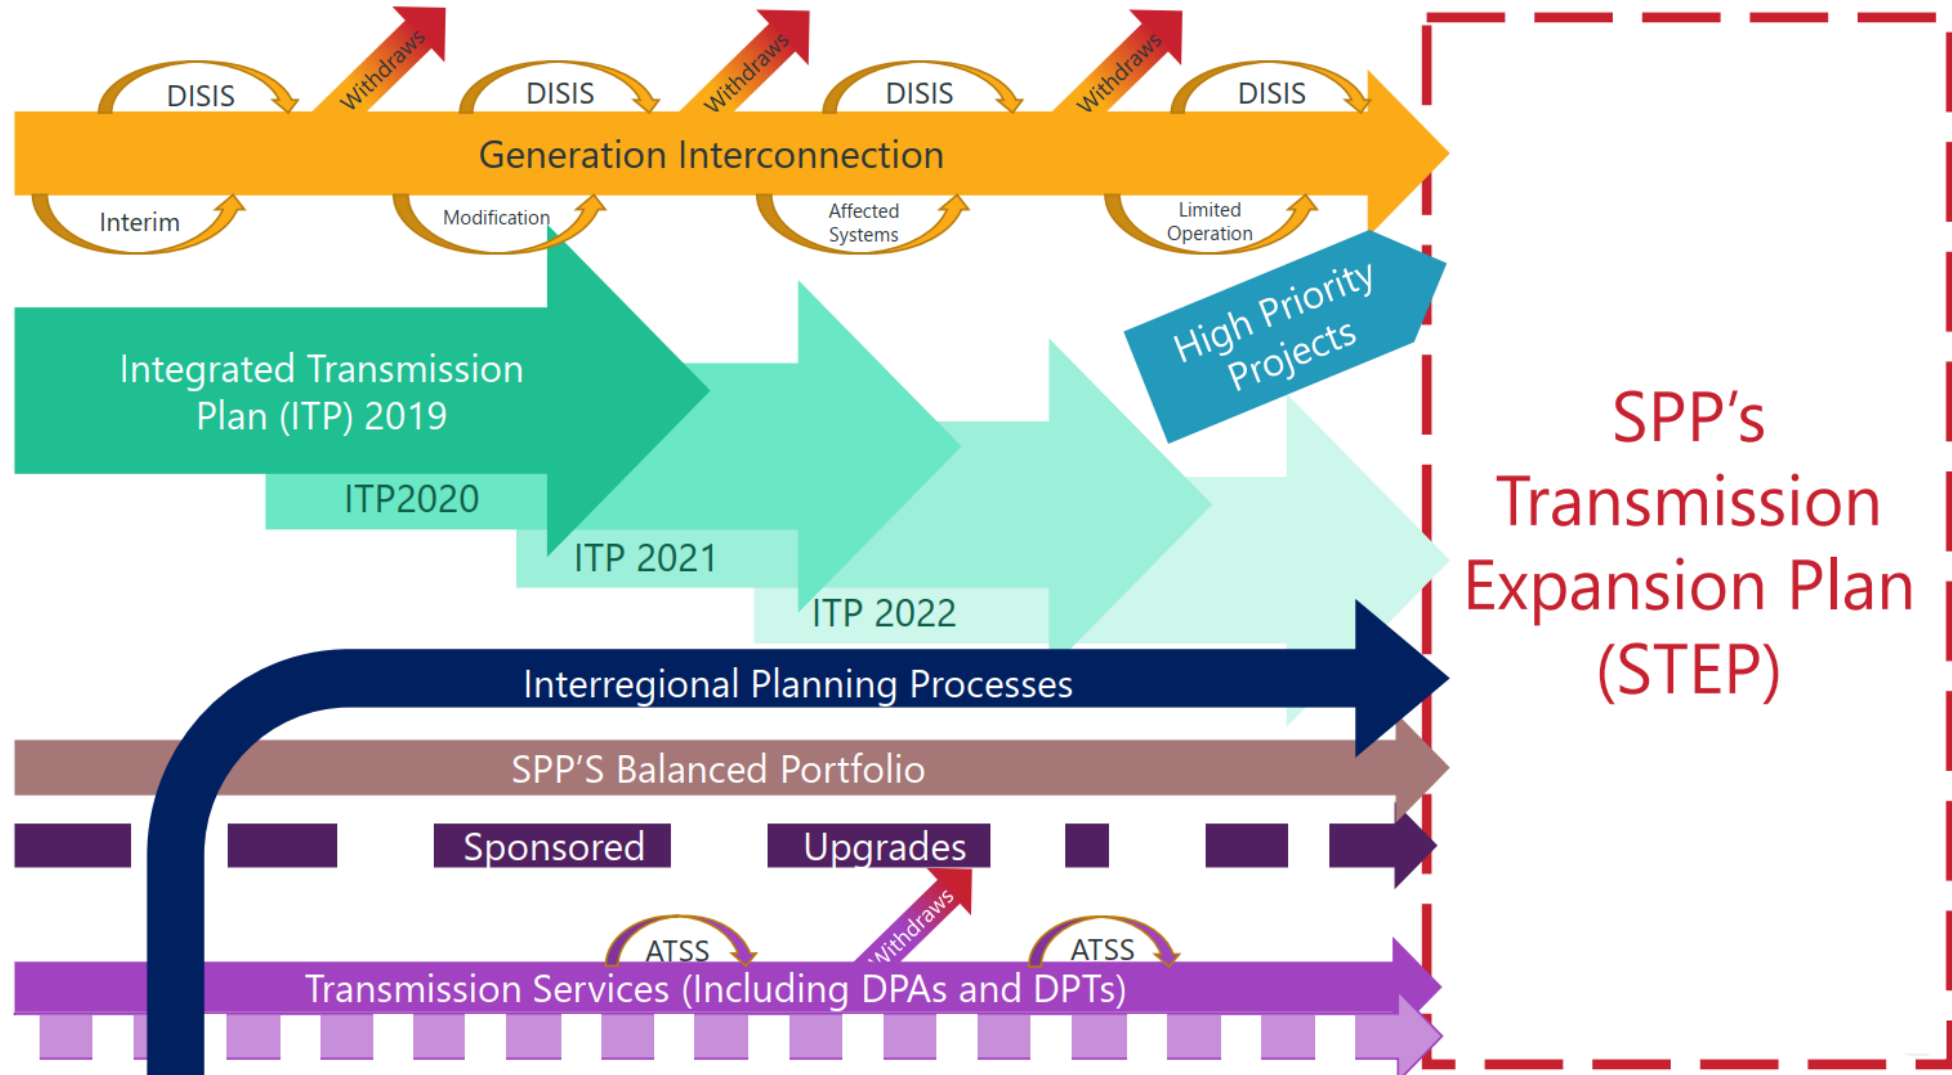 DISIS
Withdraws
DISIS
Withdraws
DISIS
Withdraws
DISIS
Generation Interconnection
Interim
Modification
Affected
Systems
Limited
Operation
High Priority
Projects
Integrated Transmission
Plan (ITP) 2019
ITP2020
ITP 2021
ITP 2022
SPP’s
Transmission
Expansion Plan
(STEP)
Interregional Planning Processes
SPP’S Balanced Portfolio
Sponsored Upgrades
Withdraws
ATSS
ATSS
Transmission Services (Including DPAs and DPTs)